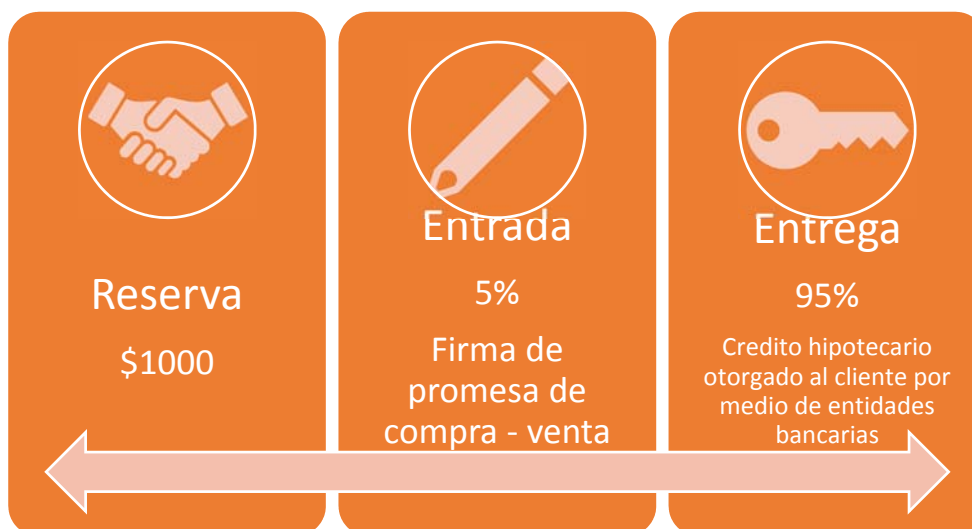 Reserva
$1000
Entrada
5%
Firma de
promesa de
compra - venta
Entrega
95%
Credito hipotecario
otorgado al cliente por
medio de entidades
bancarias